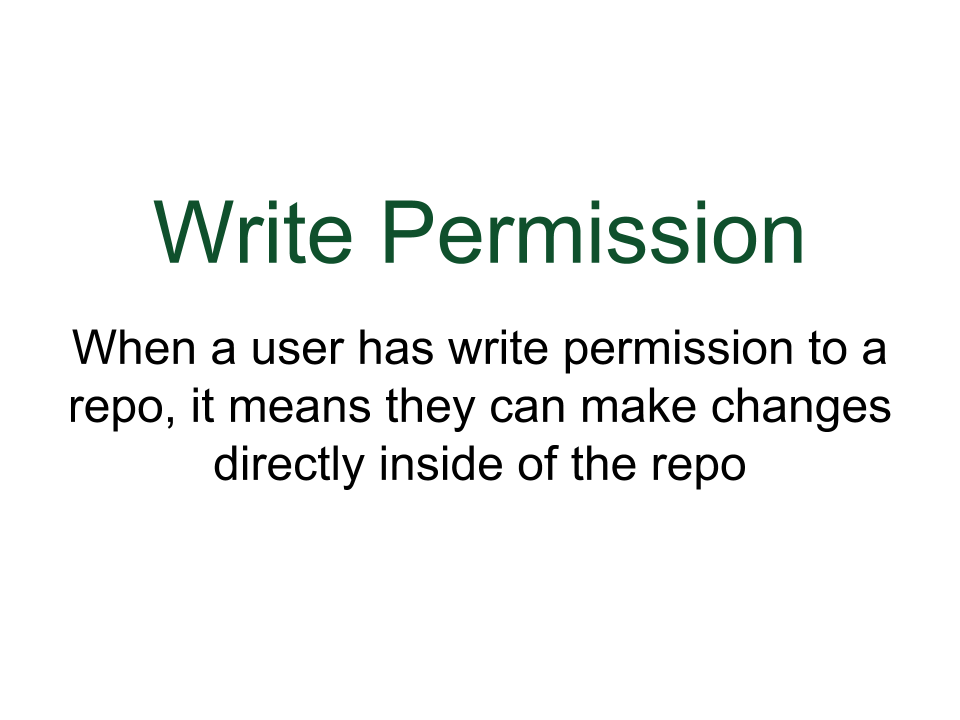 Write Permission
When a user has write permission to a
repo, it means they can make changes
directly inside of the repo